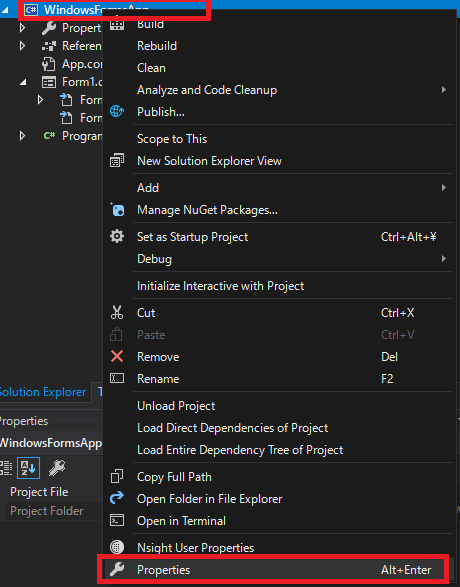 C# WindowsFormsApp
Build
Propert
Rebuild
Referen
Clean
App.co
Form1.c
Analyze and Code Cleanup
Form
Publish...
Form
C# Program
Scope to This
New Solution Explorer View
Add
Manage NuGet Packages...
Set as Startup Project Ctrl+Alt+¥
Debug
Initialize Interactive with Project
Cut Ctrl+X
Paste Ctrl+V
Remove Del
Rename F2
Solution Explorer T
Unload Project
Properties
Load Direct Dependencies of Project
WindowsFormsApp
Load Entire Dependency Tree of Project
Copy Full Path
Project File
Open Folder in File Explorer
Project Folder
Open in Terminal
Nsight User Properties
Properties Alt+Enter